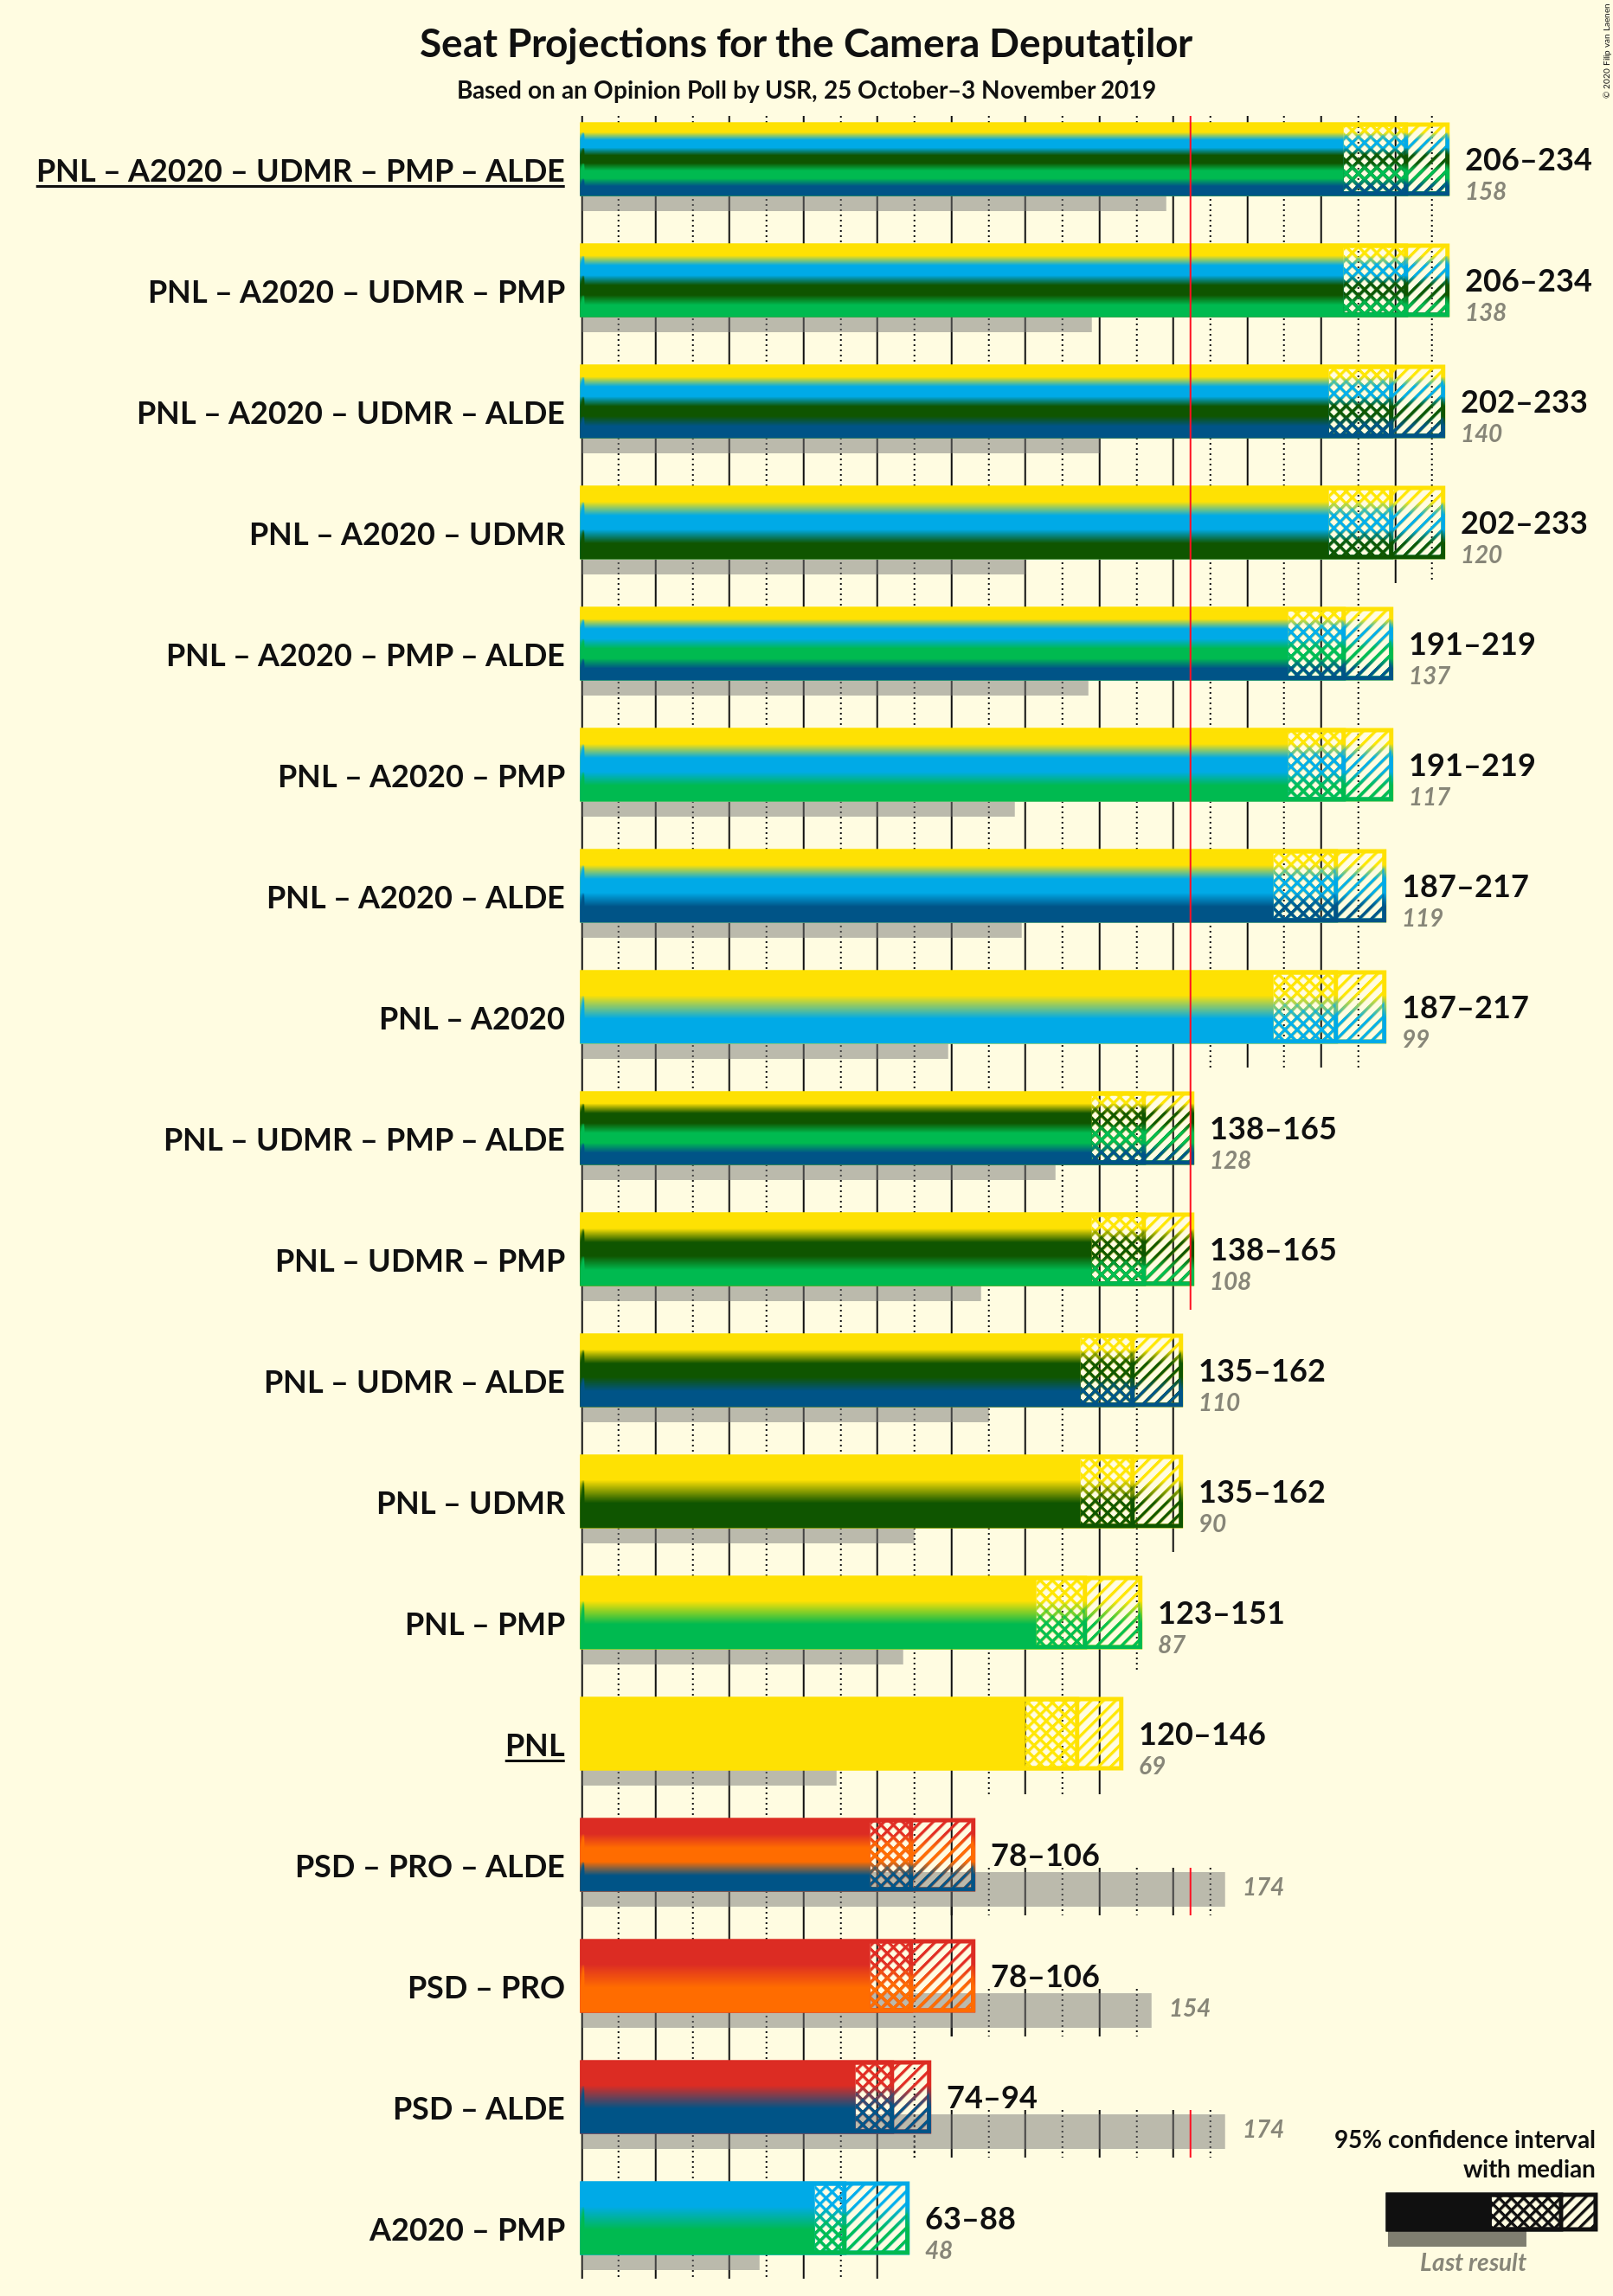 Seat Projections for the Camera Deputaților
Based on an Opinion Poll by USR, 25 October–3 November 2019
© 2020 Filip van Laenen
PNL – A2020 – UDMR – PMP – ALDE
206–234
158
PNL – A2020 – UDMR – PMP
206–234
138
PNL – A2020 – UDMR – ALDE
202–233
140
PNL – A2020 – UDMR
202–233
120
PNL – A2020 – PMP – ALDE
191–219
137
PNL – A2020 – PMP
191–219
117
PNL – A2020 – ALDE
187–217
119
PNL – A2020
187–217
99
PNL – UDMR – PMP – ALDE
138–165
128
PNL – UDMR – PMP
138–165
108
PNL – UDMR – ALDE
135–162
110
PNL – UDMR
135–162
90
PNL – PMP
123–151
87
PNL
120–146
69
PSD – PRO – ALDE
78–106
174
PSD – PRO
78–106
154
PSD – ALDE
74–94
174
A2020 – PMP
63–88
48
95% confidence interval
with median
Last result